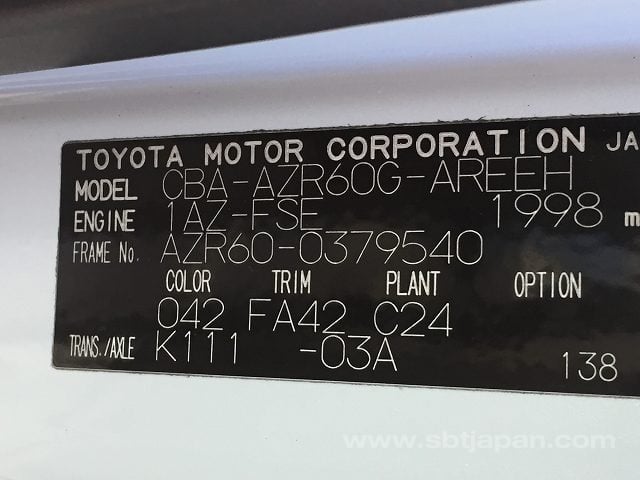 TOYOTA MOTOR CORPORATION JA
MODEL CBA-AZR60G-AREEH
ENGINE 1AZ-FSE 1998 m
FRAME No. AZR60-0379540
COLOR TRIM PLANT OPTION
042 FA42 C24
TRANS./AXLE K111 -03A 138
www.sbtjapan.com